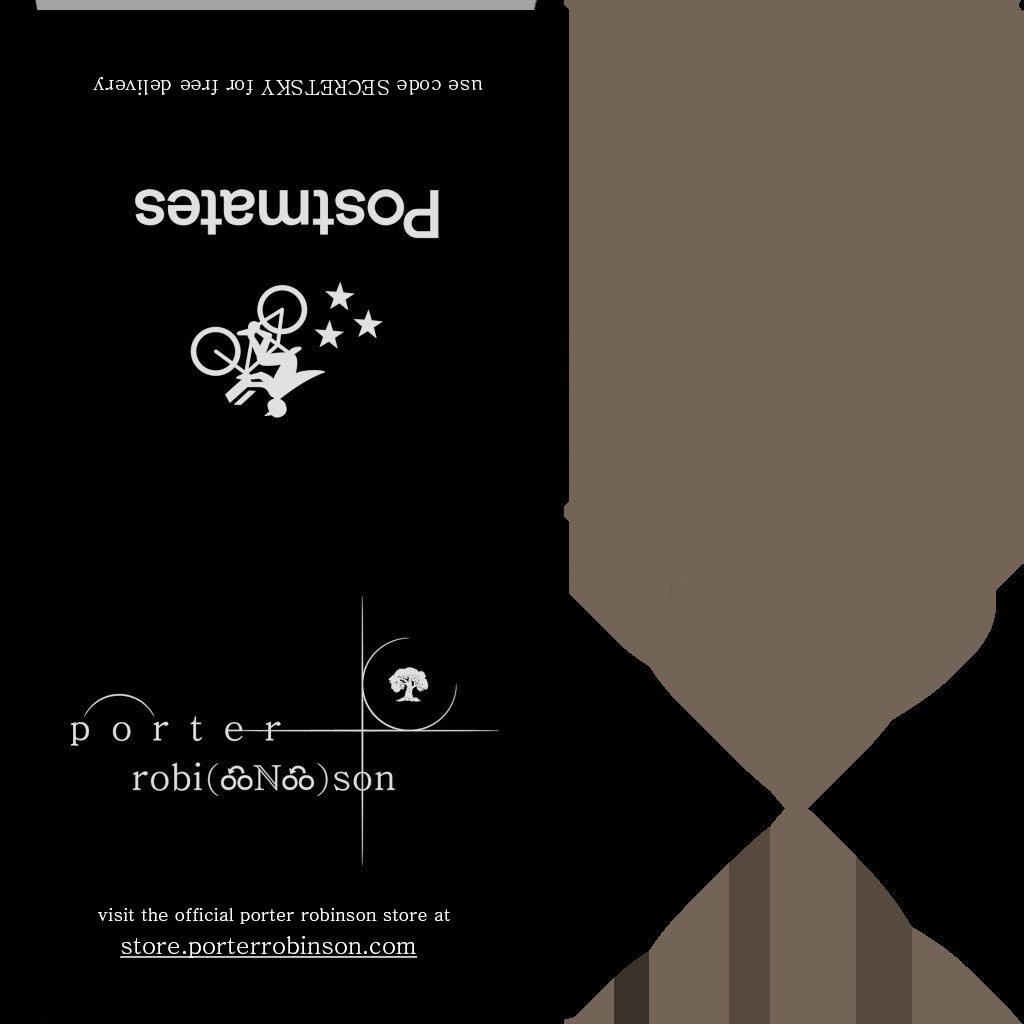 use code SECRETSKY for free delivery
Postmates
porter
robi(ⲟ̂ⲟN)son
visit the official porter robinson store at
store.porterrobinson.com